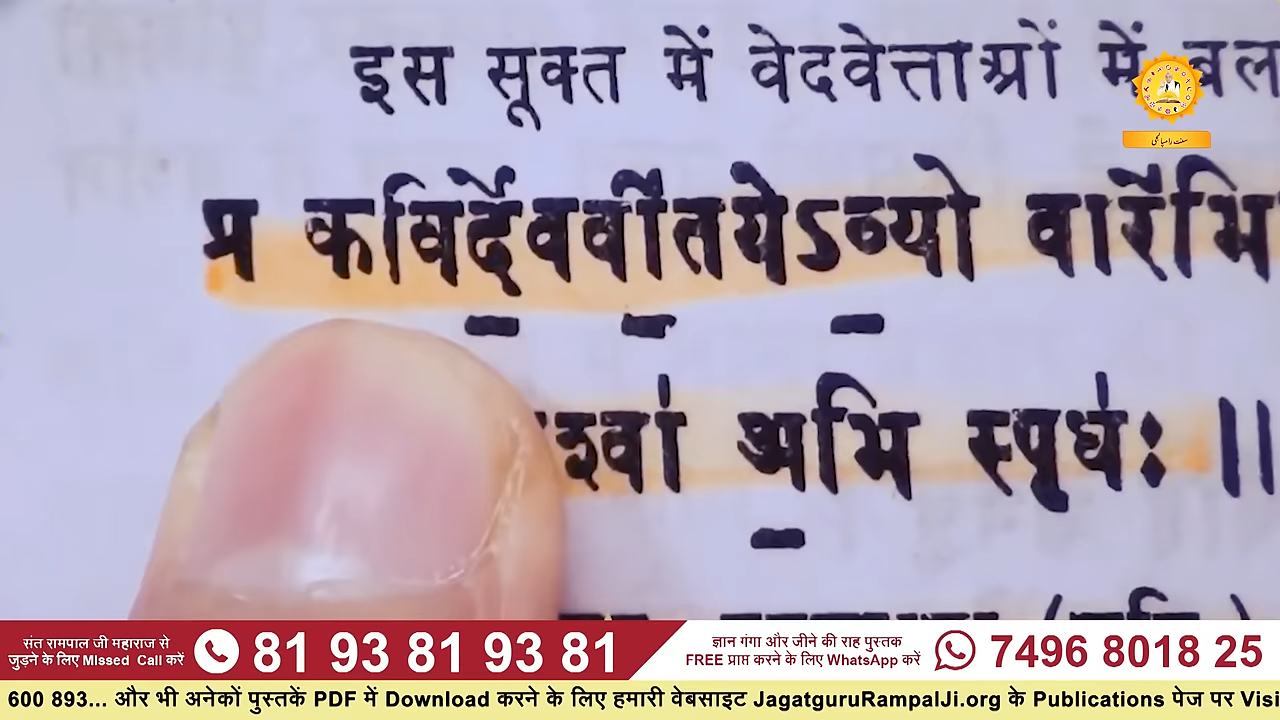 इस सूक्त में वेदवेत्ताओं में बल
प्र कविर्देववीतयेऽव्यो वारेभि
श्वां अभि स्पृधः ||
संत रामपाल जी महाराज से
जुड़ने के लिए Missed Call करें
81 93 81 93 81
ज्ञान गंगा और जीने की राह पुस्तक
FREE प्राप्त करने के लिए WhatsApp करें
7496 8018 25
600 893... और भी अनेकों पुस्तकें PDF में Download करने के लिए हमारी वेबसाइट JagatguruRampalJi.org के Publications पेज पर Visi